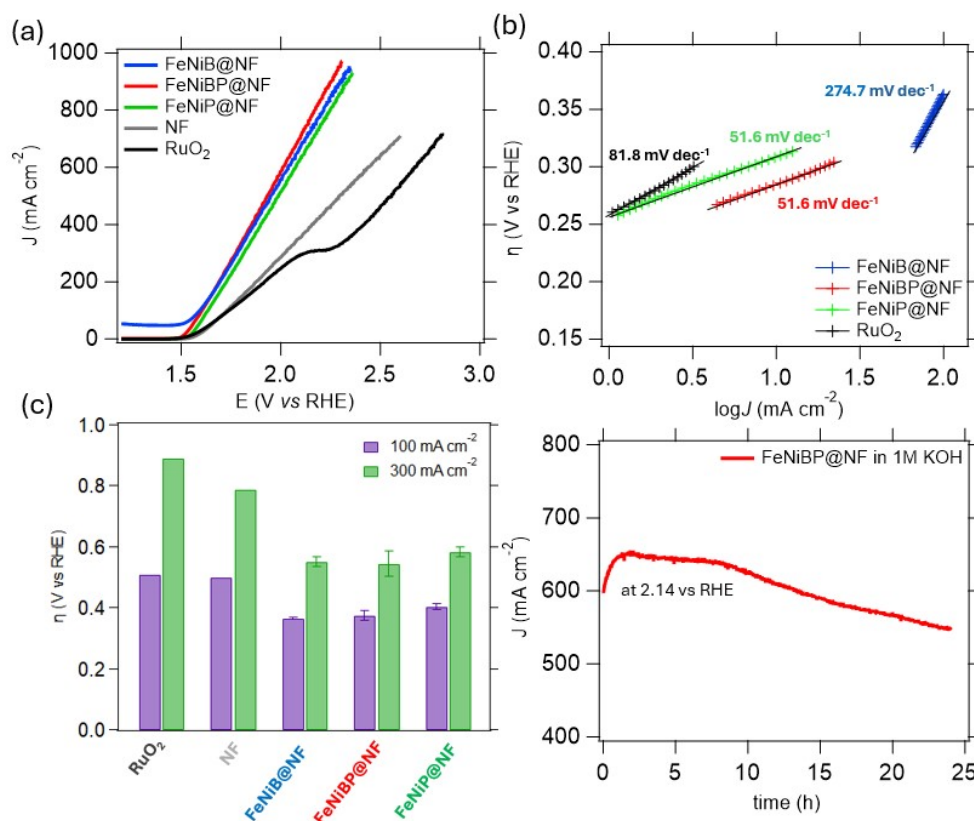 (a)
1000
800
600
400
200
0
J (mA cm⁻²)
FeNiB@NF
FeNiBP@NF
FeNiP@NF
NF
RuO₂
1.5 2.0 2.5 3.0
E (V vs RHE)
(b)
0.40
0.35
0.30
0.25
0.20
0.15
η (V vs RHE)
274.7 mV dec⁻¹
51.6 mV dec⁻¹
81.8 mV dec⁻¹
51.6 mV dec⁻¹
FeNiB@NF
FeNiBP@NF
FeNiP@NF
RuO₂
0.0 0.5 1.0 1.5 2.0
logJ (mA cm⁻²)
(c)
1.0
0.8
0.6
0.4
0.2
0.0
η (V vs RHE)
100 mA cm⁻²
300 mA cm⁻²
RuO₂
NF
FeNiB@NF
FeNiBP@NF
FeNiP@NF
800
700
600
500
400
J (mA cm⁻²)
FeNiBP@NF in 1M KOH
at 2.14 vs RHE
0 5 10 15 20 25
time (h)